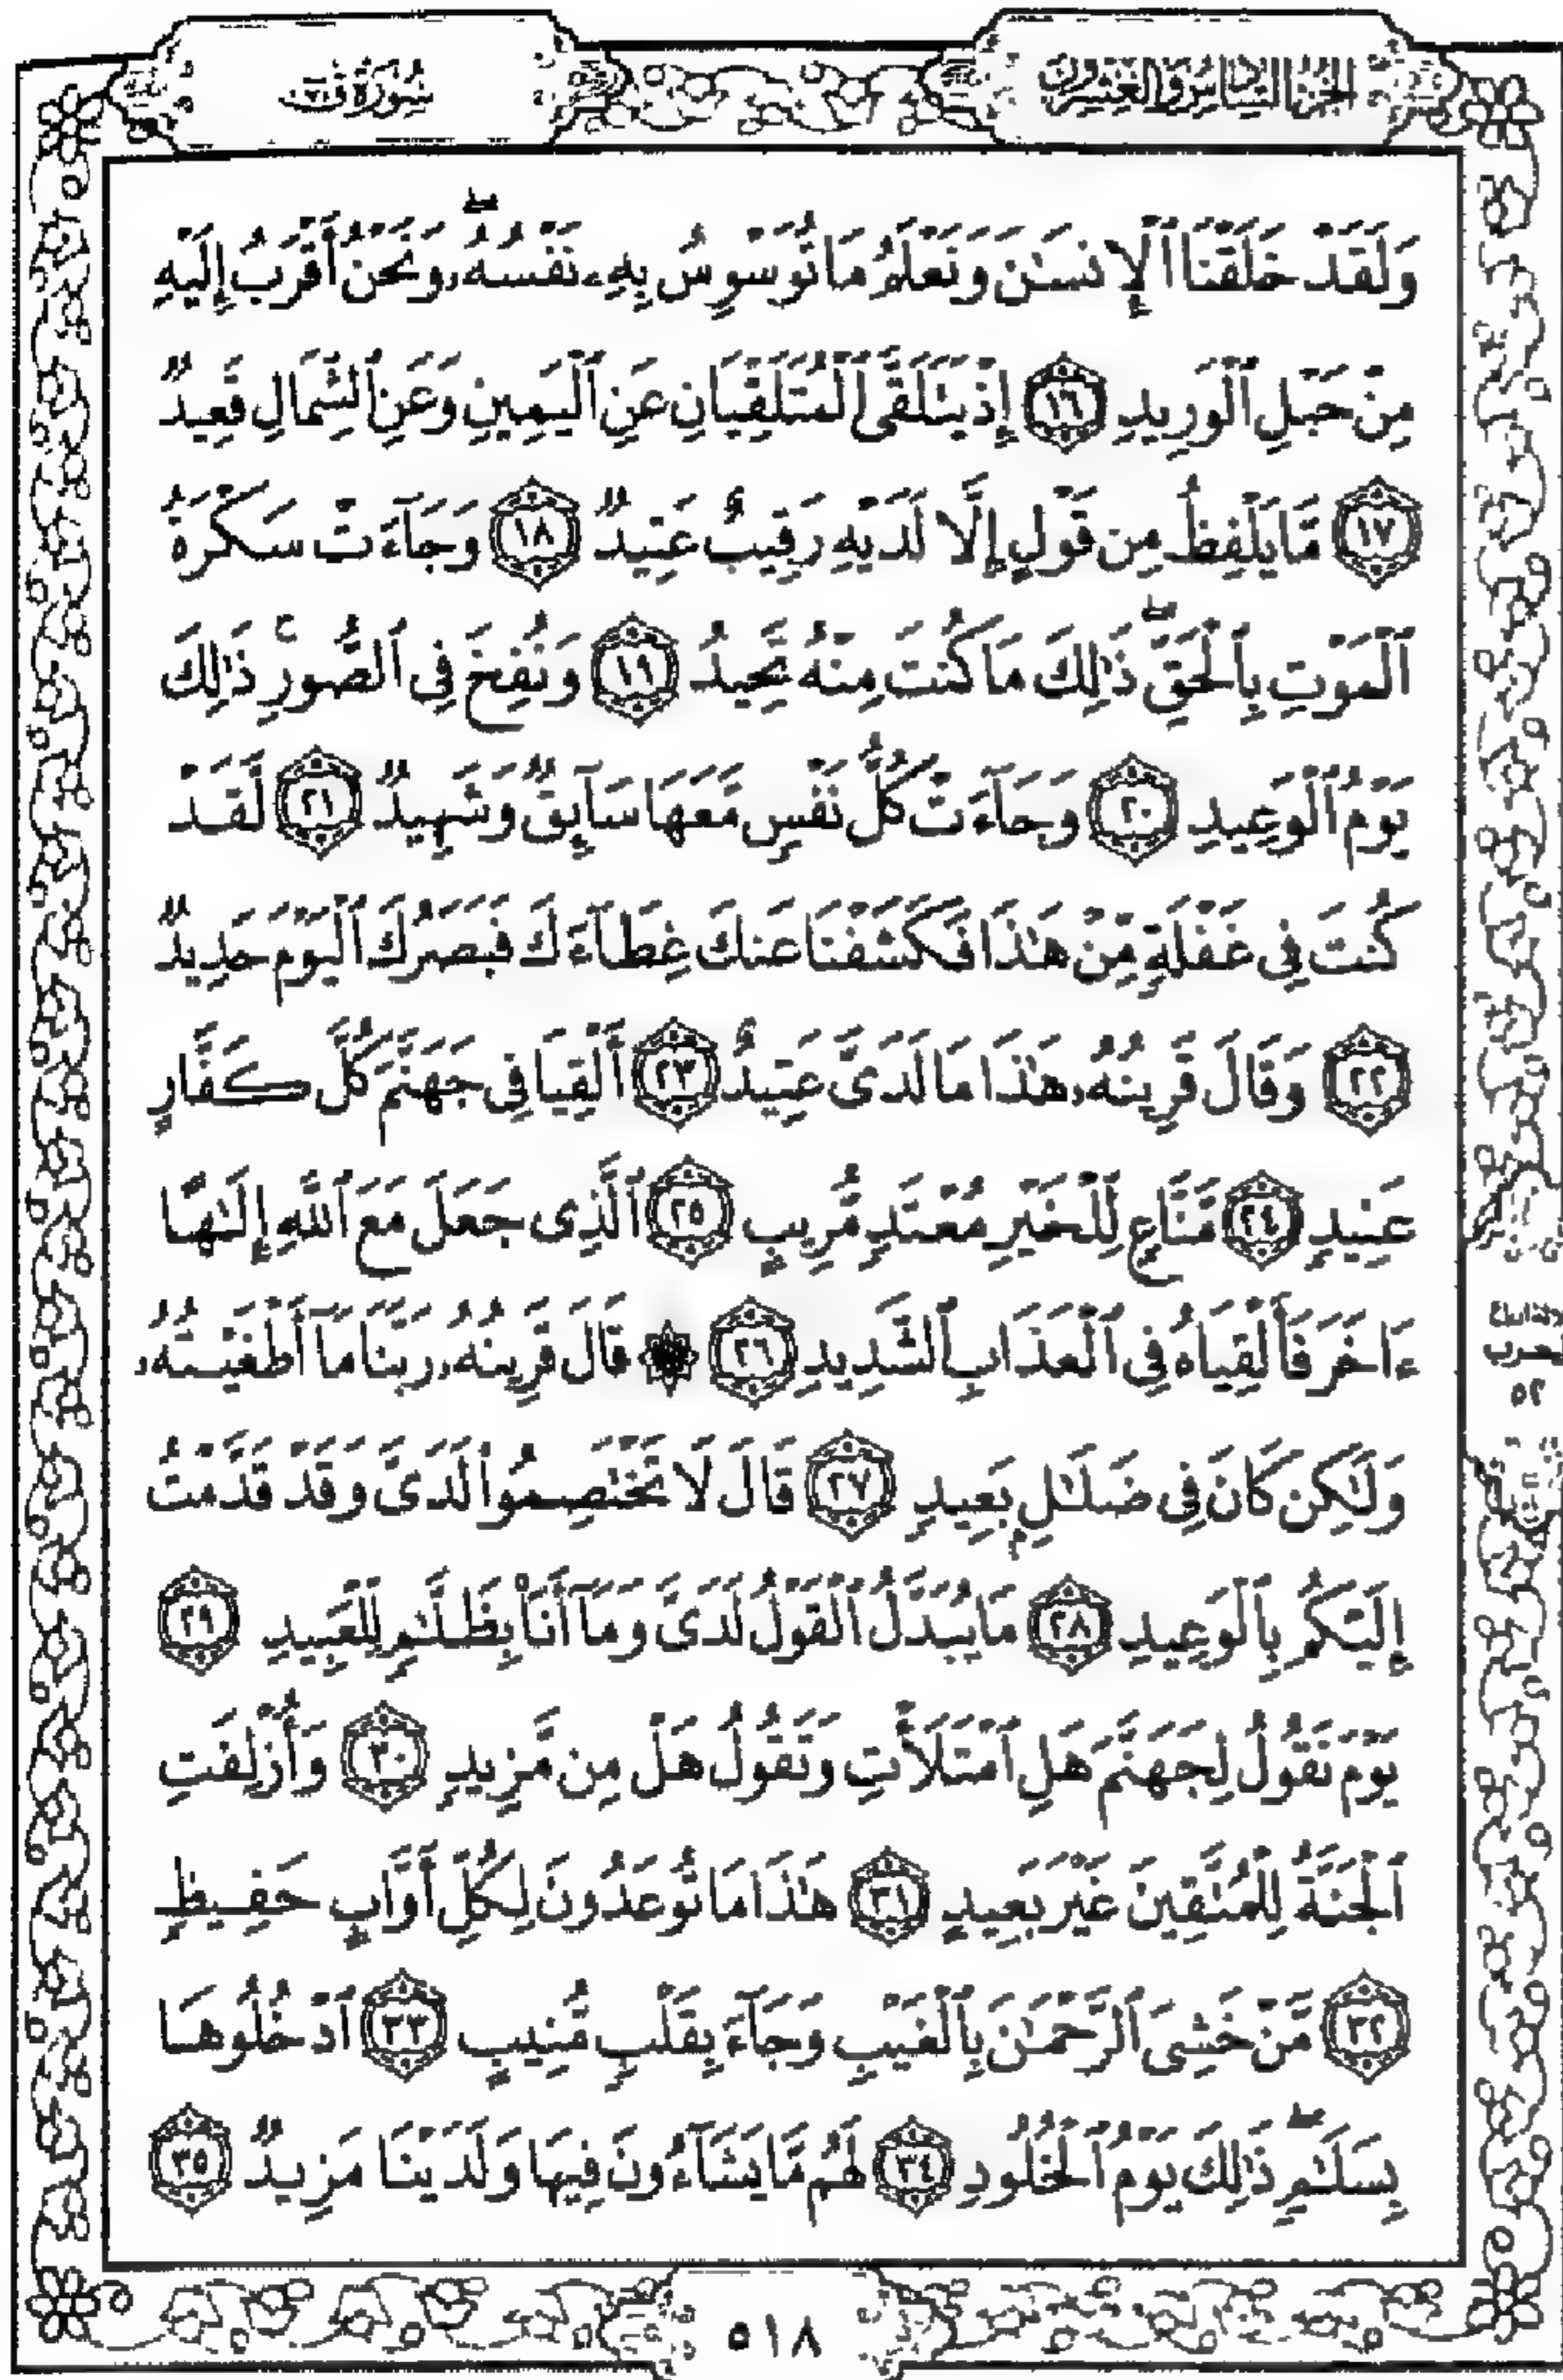 الجزء السادس والعشرون
سورة ق
وَلَقَدْ خَلَقْنَا ٱلْإِنسَـٰنَ وَنَعْلَمُ مَا تُوَسْوِسُ بِهِۦ نَفْسُهُۥ ۖ وَنَحْنُ أَقْرَبُ إِلَيْهِ
مِنْ حَبْلِ ٱلْوَرِيدِ ١٦ إِذْ يَتَلَقَّى ٱلْمُتَلَقِّيَانِ عَنِ ٱلْيَمِينِ وَعَنِ ٱلشِّمَالِ قَعِيدٌ
١٧ مَّا يَلْفِظُ مِن قَوْلٍ إِلَّا لَدَيْهِ رَقِيبٌ عَتِيدٌ ١٨ وَجَآءَتْ سَكْرَةُ
ٱلْمَوْتِ بِٱلْحَقِّ ۖ ذَٰلِكَ مَا كُنتَ مِنْهُ تَحِيدُ ١٩ وَنُفِخَ فِى ٱلصُّورِ ۚ ذَٰلِكَ
يَوْمُ ٱلْوَعِيدِ ٢٠ وَجَآءَتْ كُلُّ نَفْسٍ مَّعَهَا سَآئِقٌ وَشَهِيدٌ ٢١ لَّقَدْ
كُنتَ فِى غَفْلَةٍ مِّنْ هَـٰذَا فَكَشَفْنَا عَنكَ غِطَآءَكَ فَبَصَرُكَ ٱلْيَوْمَ حَدِيدٌ
٢٢ وَقَالَ قَرِينُهُۥ هَـٰذَا مَا لَدَىَّ عَتِيدٌ ٢٣ أَلْقِيَا فِى جَهَنَّمَ كُلَّ كَفَّارٍ
عَنِيدٍ ٢٤ مَّنَّاعٍ لِّلْخَيْرِ مُعْتَدٍ مُّرِيبٍ ٢٥ ٱلَّذِى جَعَلَ مَعَ ٱللَّهِ إِلَـٰهًا
ءَاخَرَ فَأَلْقِيَاهُ فِى ٱلْعَذَابِ ٱلشَّدِيدِ ٢٦ ۞ قَالَ قَرِينُهُۥ رَبَّنَا مَآ أَطْغَيْتُهُۥ
وَلَـٰكِن كَانَ فِى ضَلَـٰلٍۭ بَعِيدٍ ٢٧ قَالَ لَا تَخْتَصِمُوا۟ لَدَىَّ وَقَدْ قَدَّمْتُ
إِلَيْكُم بِٱلْوَعِيدِ ٢٨ مَا يُبَدَّلُ ٱلْقَوْلُ لَدَىَّ وَمَآ أَنَا۠ بِظَلَّـٰمٍ لِّلْعَبِيدِ ٢٩
يَوْمَ نَقُولُ لِجَهَنَّمَ هَلِ ٱمْتَلَأْتِ وَتَقُولُ هَلْ مِن مَّزِيدٍ ٣٠ وَأُزْلِفَتِ
ٱلْجَنَّةُ لِلْمُتَّقِينَ غَيْرَ بَعِيدٍ ٣١ هَـٰذَا مَا تُوعَدُونَ لِكُلِّ أَوَّابٍ حَفِيظٍ
٣٢ مَّنْ خَشِىَ ٱلرَّحْمَـٰنَ بِٱلْغَيْبِ وَجَآءَ بِقَلْبٍ مُّنِيبٍ ٣٣ ٱدْخُلُوهَا
بِسَلَـٰمٍ ۖ ذَٰلِكَ يَوْمُ ٱلْخُلُودِ ٣٤ لَهُم مَّا يَشَآءُونَ فِيهَا وَلَدَيْنَا مَزِيدٌ ٣٥
٥٢
٥١٨